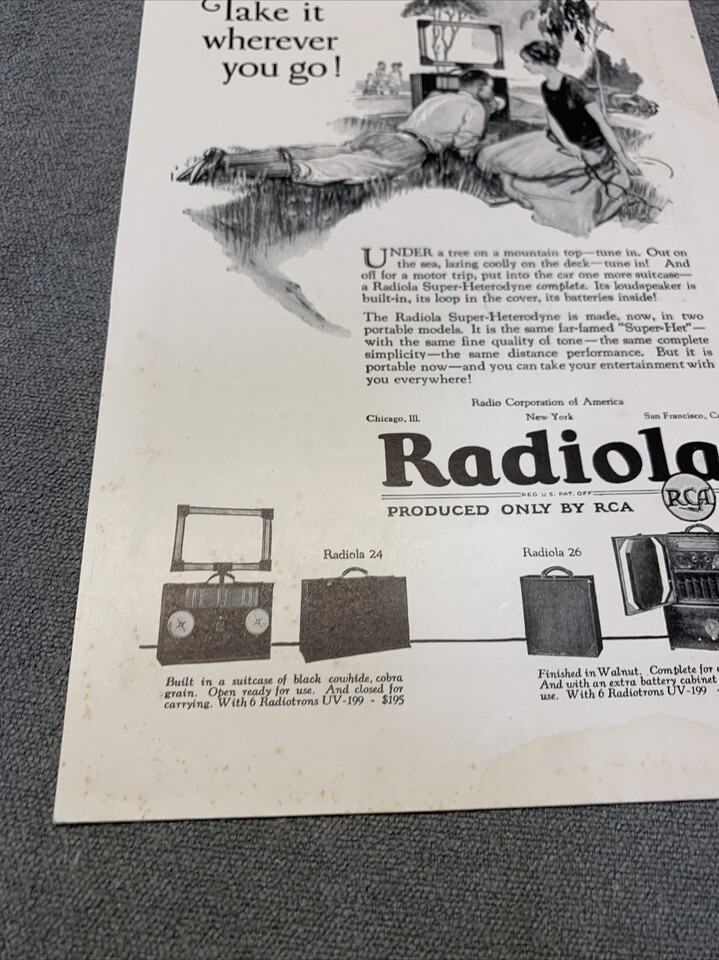 Take it
wherever
you go!
UNDER a tree on a mountain top—tune in. Out on
the sea, lazing coolly on the deck—tune in! And
off for a motor trip, put into the car one more suitcase—
a Radiola Super-Heterodyne complete. Its loudspeaker is
built-in, its loop in the cover, its batteries inside!
The Radiola Super-Heterodyne is made, now, in two
portable models. It is the same far-famed "Super-Het"—
with the same fine quality of tone—the same complete
simplicity—the same distance performance. But it is
portable now—and you can take your entertainment with
you everywhere!
Radio Corporation of America
Chicago, Ill. New York San Francisco, C
Radiola
REG. U. S. PAT. OFF.
RCA
PRODUCED ONLY BY RCA
Radiola 24
Radiola 26
Built in a suitcase of black cowhide, cobra
grain. Open ready for use. And closed for
carrying. With 6 Radiotrons UV-199 - $195
Finished in Walnut. Complete for
And with an extra battery cabinet
use. With 6 Radiotrons UV-199 -